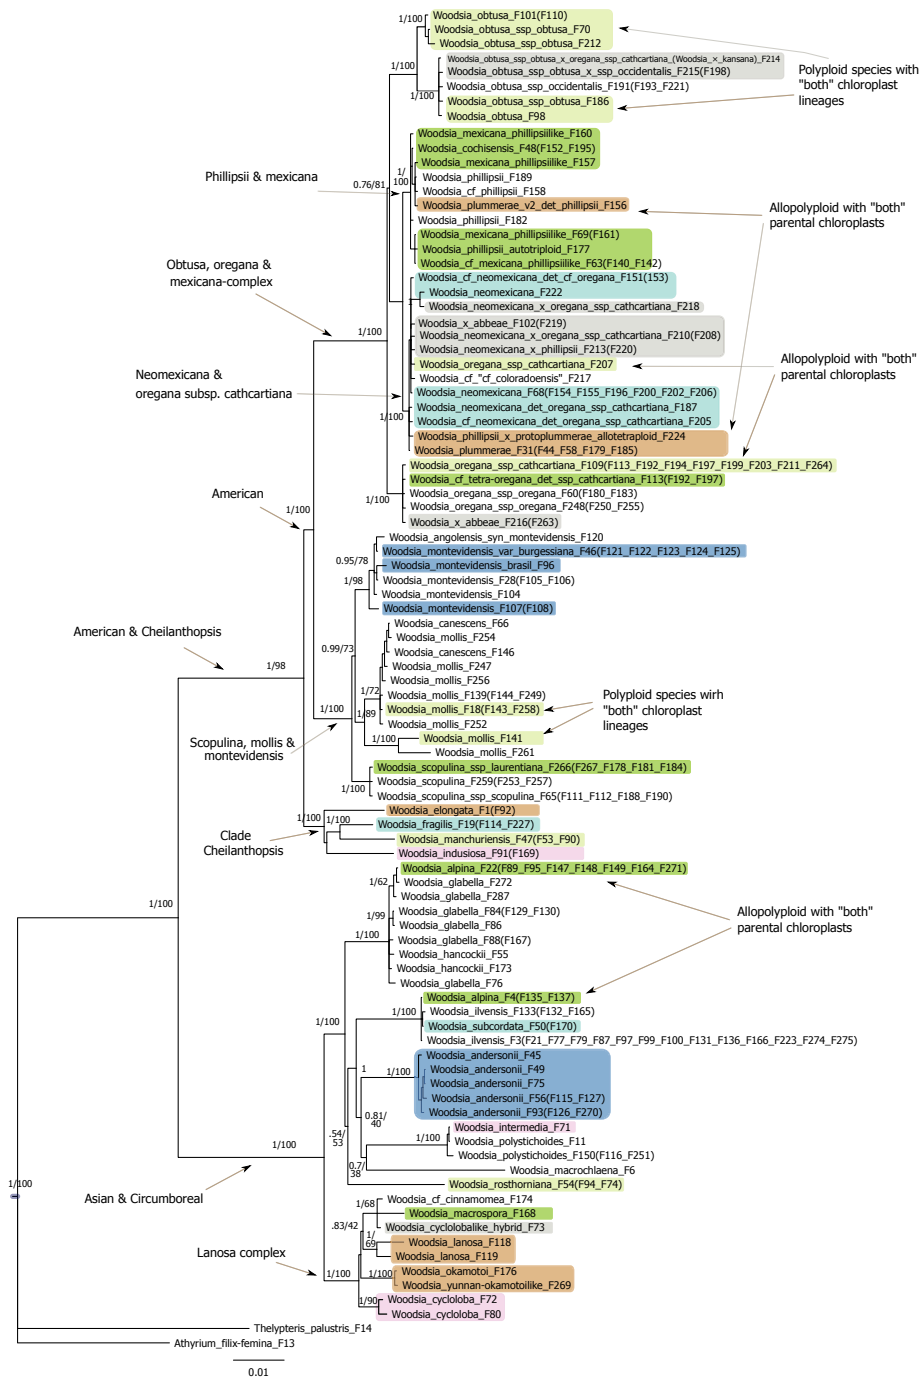 Woodsia_obtusa_F101(F110)
1/100
Woodsia_obtusa_ssp_obtusa_F70
Woodsia_obtusa_ssp_obtusa_F212
Woodsia_obtusa_ssp_obtusa_x_oregana_ssp_cathcartiana_(Woodsia_×_kansana)_F214
1/100
Woodsia_obtusa_ssp_obtusa_x_ssp_occidentalis_F215(F198)
Woodsia_obtusa_ssp_occidentalis_F191(F193_F221)
1/100
Woodsia_obtusa_ssp_obtusa_F186
Woodsia_obtusa_F98
Polyploid species with
"both" chloroplast
lineages
Woodsia_mexicana_phillipsiilike_F160
Woodsia_cochisensis_F48(F152_F195)
Woodsia_mexicana_phillipsiilike_F157
1/
100
Woodsia_phillipsii_F189
Woodsia_cf_phillipsii_F158
Woodsia_plummerae_v2_det_phillipsii_F156
Woodsia_phillipsii_F182
Phillipsii & mexicana
0.76/81
Allopolyploid with "both"
parental chloroplasts
Woodsia_mexicana_phillipsiilike_F69(F161)
Woodsia_phillipsii_autotriploid_F177
Woodsia_cf_mexicana_phillipsiilike_F63(F140_F142)
Obtusa, oregana &
mexicana-complex
Woodsia_cf_neomexicana_det_cf_oregana_F151(153)
Woodsia_neomexicana_F222
1
Woodsia_neomexicana_x_oregana_ssp_cathcartiana_F218
Woodsia_x_abbeae_F102(F219)
1/100
Woodsia_neomexicana_x_oregana_ssp_cathcartiana_F210(F208)
Woodsia_neomexicana_x_phillipsii_F213(F220)
Woodsia_oregana_ssp_cathcartiana_F207
Woodsia_cf_"cf_coloradoensis"_F217
Allopolyploid with "both"
parental chloroplasts
Neomexicana &
oregana subsp. cathcartiana
Woodsia_neomexicana_F68(F154_F155_F196_F200_F202_F206)
Woodsia_neomexicana_det_oregana_ssp_cathcartiana_F187
1/100
Woodsia_cf_neomexicana_det_oregana_ssp_cathcartiana_F205
Woodsia_phillipsii_x_protoplummerae_allotetraploid_F224
Woodsia_plummerae_F31(F44_F58_F179_F185)
Woodsia_oregana_ssp_cathcartiana_F109(F113_F192_F194_F197_F199_F203_F211_F264)
Woodsia_cf_tetra-oregana_det_ssp_cathcartiana_F113(F192_F197)
1/100
Woodsia_oregana_ssp_oregana_F60(F180_F183)
Woodsia_oregana_ssp_oregana_F248(F250_F255)
Woodsia_x_abbeae_F216(F263)
American
Woodsia_angolensis_syn_montevidensis_F120
Woodsia_montevidensis_var_burgessiana_F46(F121_F122_F123_F124_F125)
0.95/78
Woodsia_montevidensis_brasil_F96
1/98
Woodsia_montevidensis_F28(F105_F106)
Woodsia_montevidensis_F104
Woodsia_montevidensis_F107(F108)
American & Cheilanthopsis
Woodsia_canescens_F66
Woodsia_mollis_F254
0.99/73
Woodsia_canescens_F146
1/98
Woodsia_mollis_F247
Woodsia_mollis_F256
1/72
Woodsia_mollis_F139(F144_F249)
Woodsia_mollis_F18(F143_F258)
1/100
1/89
Woodsia_mollis_F252
Polyploid species wirh
"both" chloroplast
lineages
Woodsia_mollis_F141
1/100
Woodsia_mollis_F261
Scopulina, mollis &
montevidensis
Woodsia_scopulina_ssp_laurentiana_F266(F267_F178_F181_F184)
Woodsia_scopulina_F259(F253_F257)
1/100
Woodsia_scopulina_ssp_scopulina_F65(F111_F112_F188_F190)
Woodsia_elongata_F1(F92)
1/100
Woodsia_fragilis_F19(F114_F227)
Woodsia_manchuriensis_F47(F53_F90)
Woodsia_indusiosa_F91(F169)
Clade
Cheilanthopsis
Woodsia_alpina_F22(F89_F95_F147_F148_F149_F164_F271)
1/62
Woodsia_glabella_F272
Woodsia_glabella_F287
1/100
Woodsia_glabella_F84(F129_F130)
1/99
Woodsia_glabella_F86
1/100
Woodsia_glabella_F88(F167)
Woodsia_hancockii_F55
Woodsia_hancockii_F173
Woodsia_glabella_F76
Allopolyploid with "both"
parental chloroplasts
Woodsia_alpina_F4(F135_F137)
1/100
Woodsia_ilvensis_F133(F132_F165)
1/100
Woodsia_subcordata_F50(F170)
Woodsia_ilvensis_F3(F21_F77_F79_F87_F97_F99_F100_F131_F136_F166_F223_F274_F275)
Woodsia_andersonii_F45
1
1/100
Woodsia_andersonii_F49
Woodsia_andersonii_F75
Woodsia_andersonii_F56(F115_F127)
Woodsia_andersonii_F93(F126_F270)
0.81/
40
Woodsia_intermedia_F71
.54/
53
1/100
Woodsia_polystichoides_F11
1/100
Woodsia_polystichoides_F150(F116_F251)
0.7/
38
Woodsia_macrochlaena_F6
1/100
Woodsia_rosthorniana_F54(F94_F74)
Asian & Circumboreal
Woodsia_cf_cinnamomea_F174
1/68
Woodsia_macrospora_F168
.83/42
Woodsia_cyclolobalike_hybrid_F73
1/
69
Woodsia_lanosa_F118
Lanosa complex
Woodsia_lanosa_F119
1/100
1/100
Woodsia_okamotoi_F176
Woodsia_yunnan-okamotoilike_F269
1/90
Woodsia_cycloloba_F72
Woodsia_cycloloba_F80
Thelypteris_palustris_F14
Athyrium_filix-femina_F13
0.01